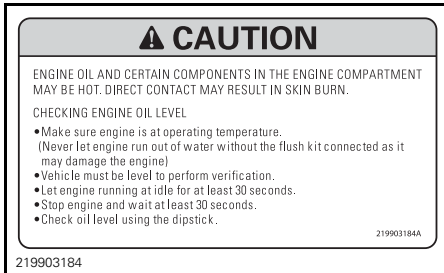 CAUTION
ENGINE OIL AND CERTAIN COMPONENTS IN THE ENGINE COMPARTMENT
MAY BE HOT. DIRECT CONTACT MAY RESULT IN SKIN BURN.
CHECKING ENGINE OIL LEVEL
•Make sure engine is at operating temperature.
(Never let engine run out of water without the flush kit connected as it
may damage the engine)
•Vehicle must be level to perform verification.
•Let engine running at idle for at least 30 seconds.
•Stop engine and wait at least 30 seconds.
•Check oil level using the dipstick.
219903184A
219903184